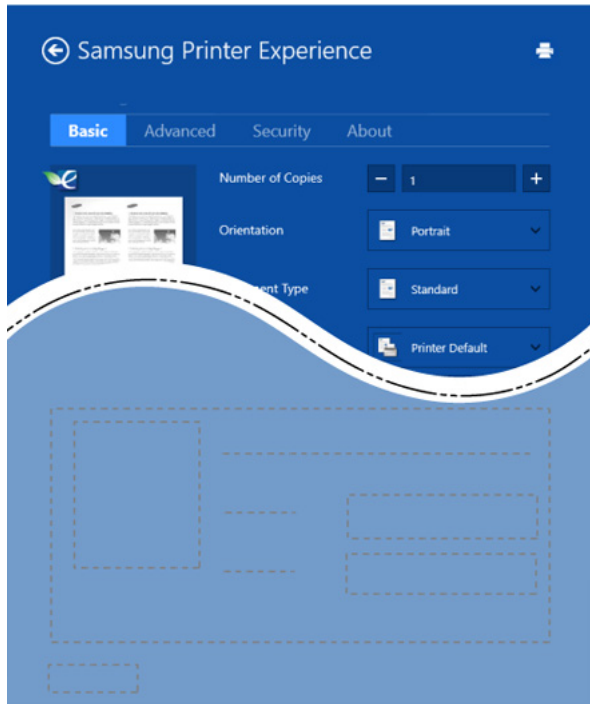 Samsung Printer Experience
Basic Advanced Security About
Number of Copies 1
Orientation Portrait
Type Standard
Printer Default